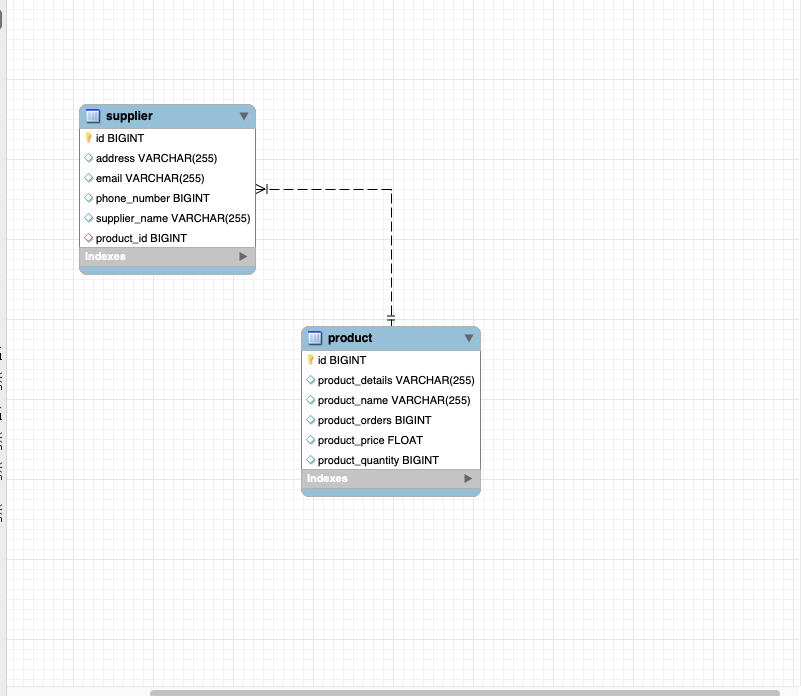 supplier
id BIGINT
address VARCHAR(255)
email VARCHAR(255)
phone_number BIGINT
supplier_name VARCHAR(255)
product_id BIGINT
Indexes
product
id BIGINT
product_details VARCHAR(255)
product_name VARCHAR(255)
product_orders BIGINT
product_price FLOAT
product_quantity BIGINT
Indexes